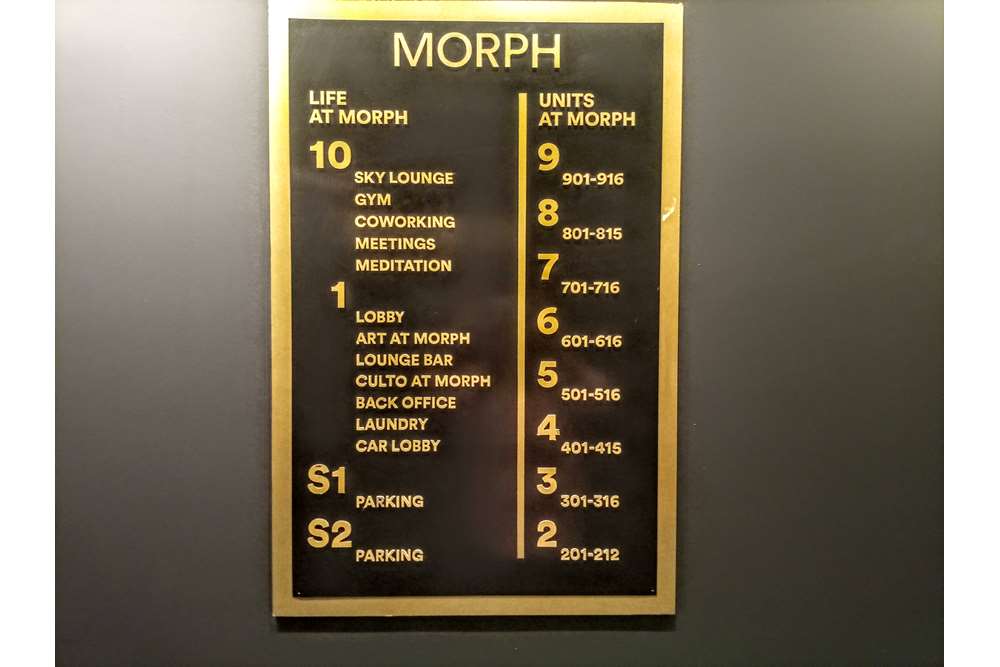 MORPH
LIFE
AT MORPH
10
SKY LOUNGE
GYM
COWORKING
MEETINGS
MEDITATION
1
LOBBY
ART AT MORPH
LOUNGE BAR
CULTO AT MORPH
BACK OFFICE
LAUNDRY
CAR LOBBY
S1
PARKING
S2
PARKING
UNITS
AT MORPH
9
901-916
8
801-815
7
701-716
6
601-616
5
501-516
4
401-415
3
301-316
2
201-212